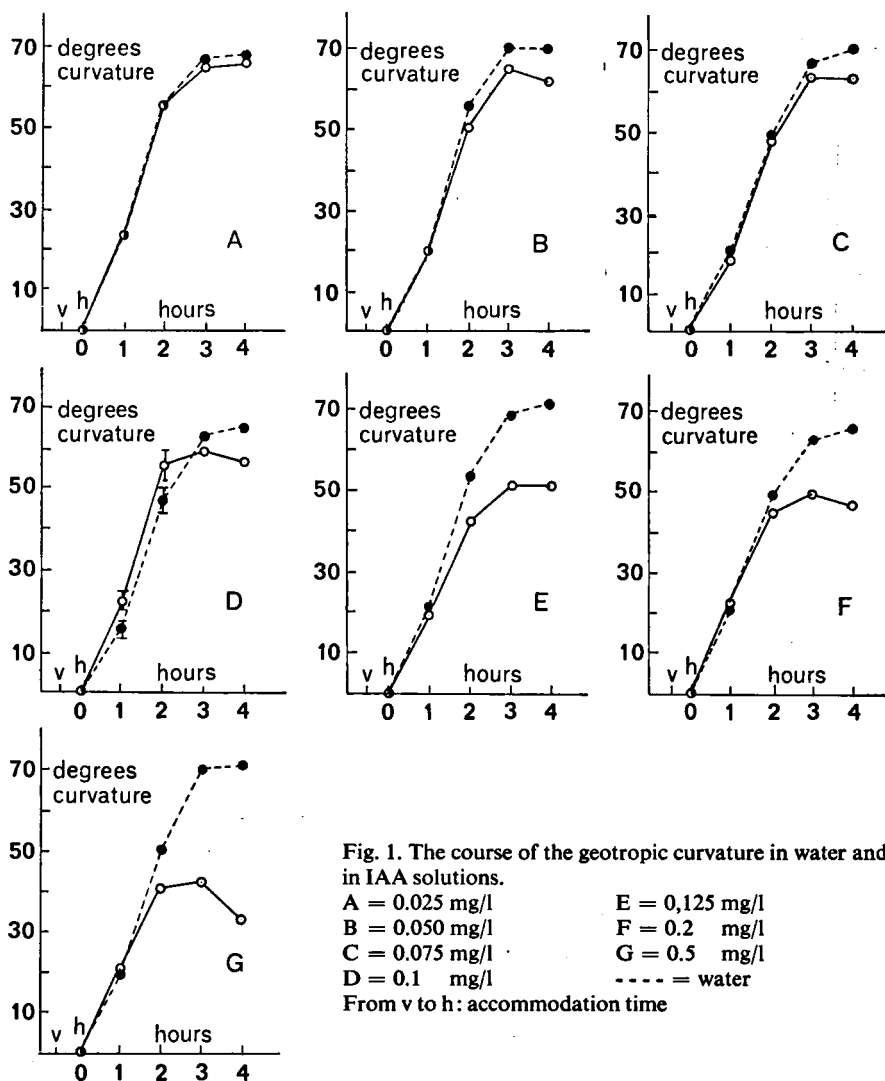 70 degrees curvature
50
30
10
A
v h hours
0 1 2 3 4
70 degrees curvature
50
30
10
B
v h hours
0 1 2 3 4
70 degrees curvature
50
30
10
C
v h hours
0 1 2 3 4
70 degrees curvature
50
30
10
D
v h hours
0 1 2 3 4
70 degrees curvature
50
30
10
E
v h hours
0 1 2 3 4
70 degrees curvature
50
30
10
F
v h hours
0 1 2 3 4
70 degrees curvature
50
30
10
G
v h hours
0 1 2 3 4
Fig. 1. The course of the geotropic curvature in water and
in IAA solutions.
A = 0.025 mg/l E = 0,125 mg/l
B = 0.050 mg/l F = 0.2 mg/l
C = 0.075 mg/l G = 0.5 mg/l
D = 0.1 mg/l ---- = water
From v to h: accommodation time